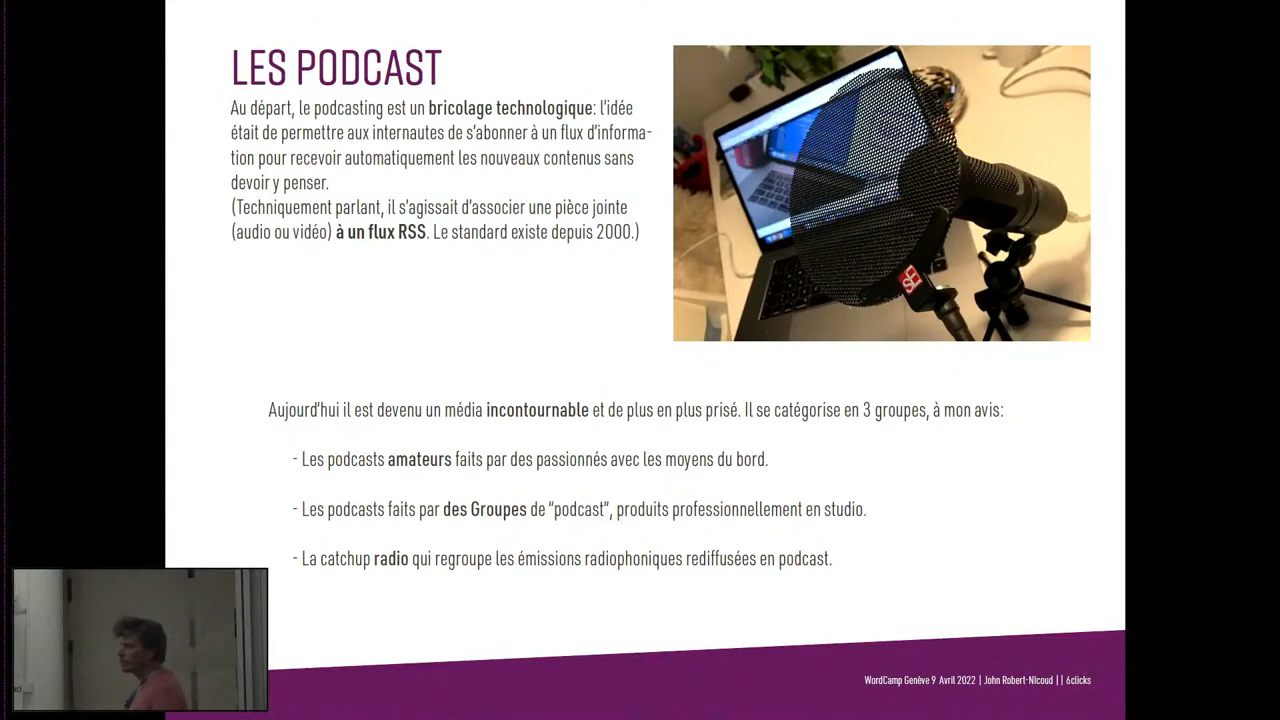 LES PODCAST
Au départ, le podcasting est un bricolage technologique: l'idée
était de permettre aux internautes de s'abonner à un flux d'informa-
tion pour recevoir automatiquement les nouveaux contenus sans
devoir y penser.
(Techniquement parlant, il s'agissait d'associer une pièce jointe
(audio ou vidéo) à un flux RSS. Le standard existe depuis 2000.)
Aujourd'hui il est devenu un média incontournable et de plus en plus prisé. Il se catégorise en 3 groupes, à mon avis:
- Les podcasts amateurs faits par des passionnés avec les moyens du bord.
- Les podcasts faits par des Groupes de "podcast", produits professionnellement en studio.
- La catchup radio qui regroupe les émissions radiophoniques rediffusées en podcast.
WordCamp Genève 9 Avril 2022 | John Robert-NIcoud | | 6clicks